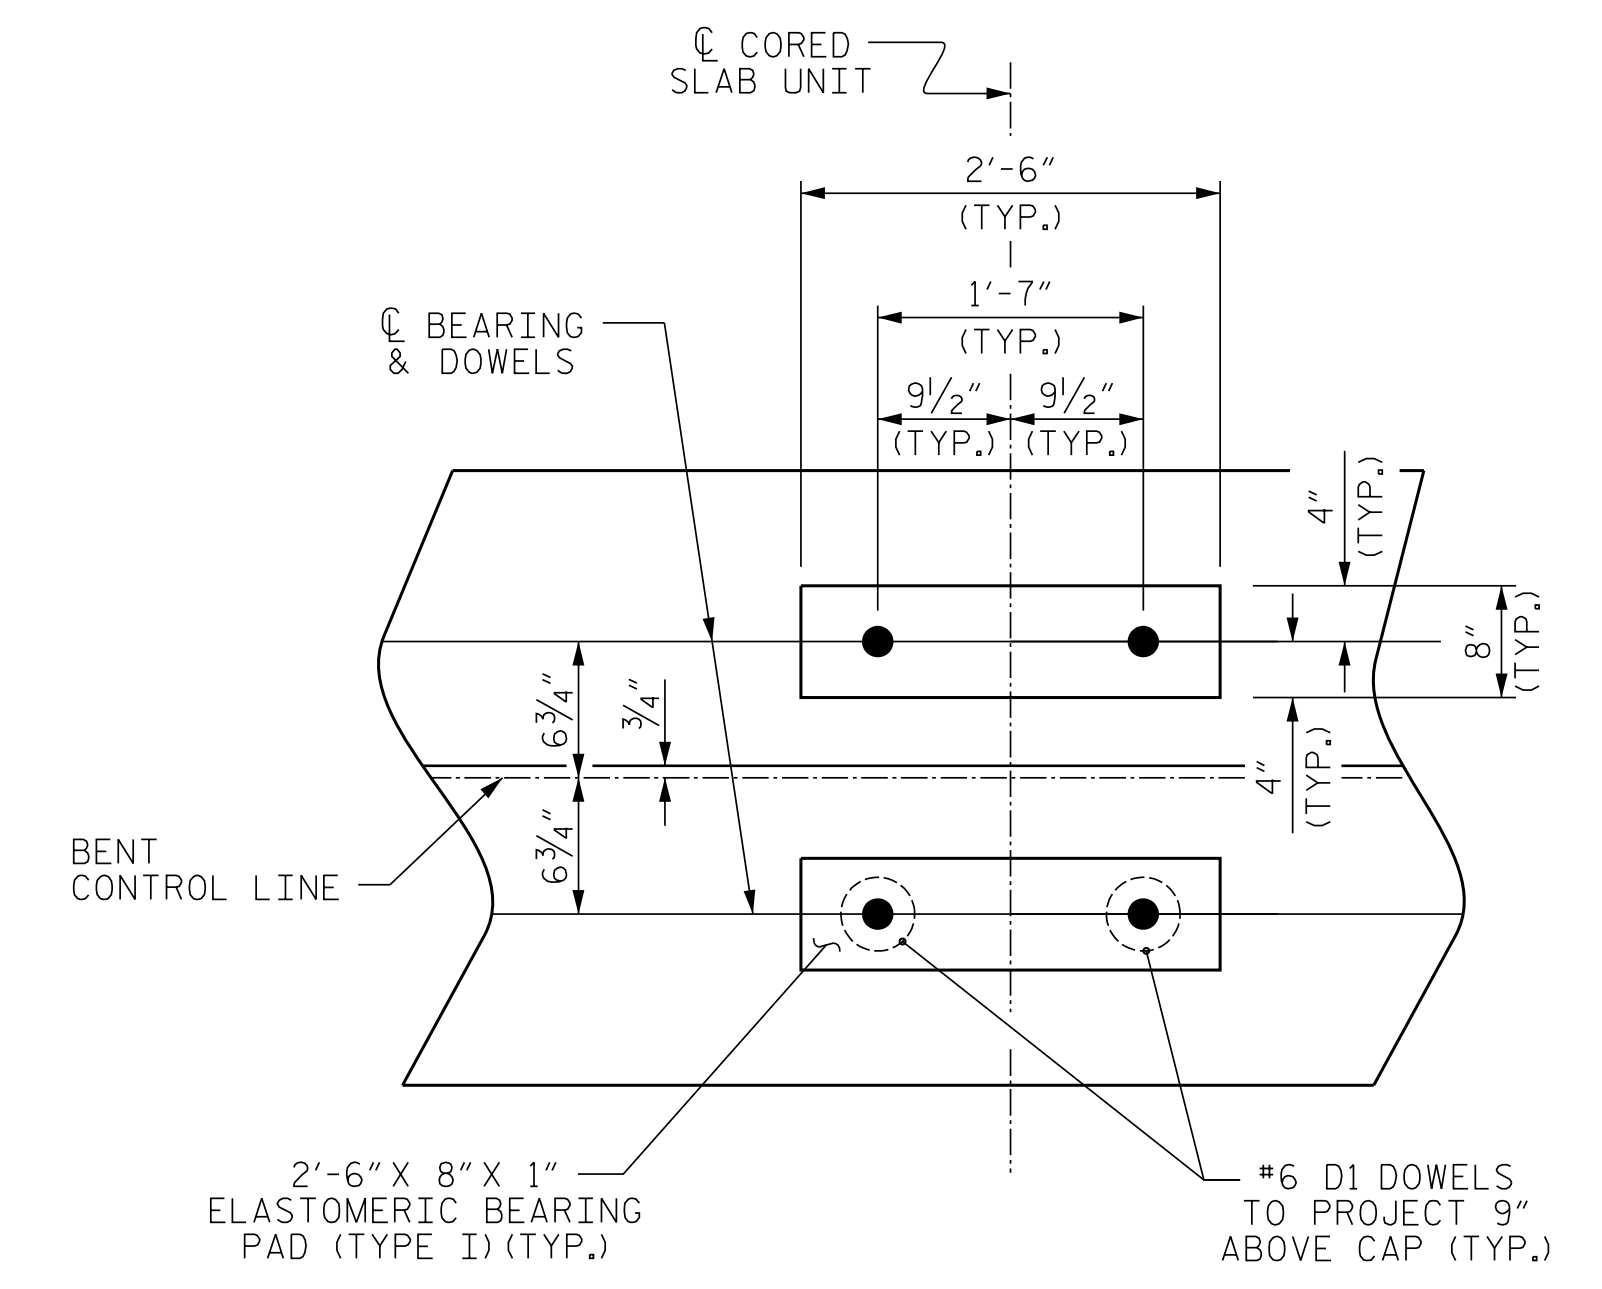 ℄ CORED
SLAB UNIT
2'-6"
(TYP.)
1'-7"
(TYP.)
℄ BEARING
& DOWELS
9½" 9½"
(TYP.) (TYP.)
4"
(TYP.)
8"
(TYP.)
6¾"
¾"
4"
(TYP.)
6¾"
BENT
CONTROL LINE
2'-6" X 8" X 1"
ELASTOMERIC BEARING
PAD (TYPE I)(TYP.)
#6 D1 DOWELS
TO PROJECT 9"
ABOVE CAP (TYP.)